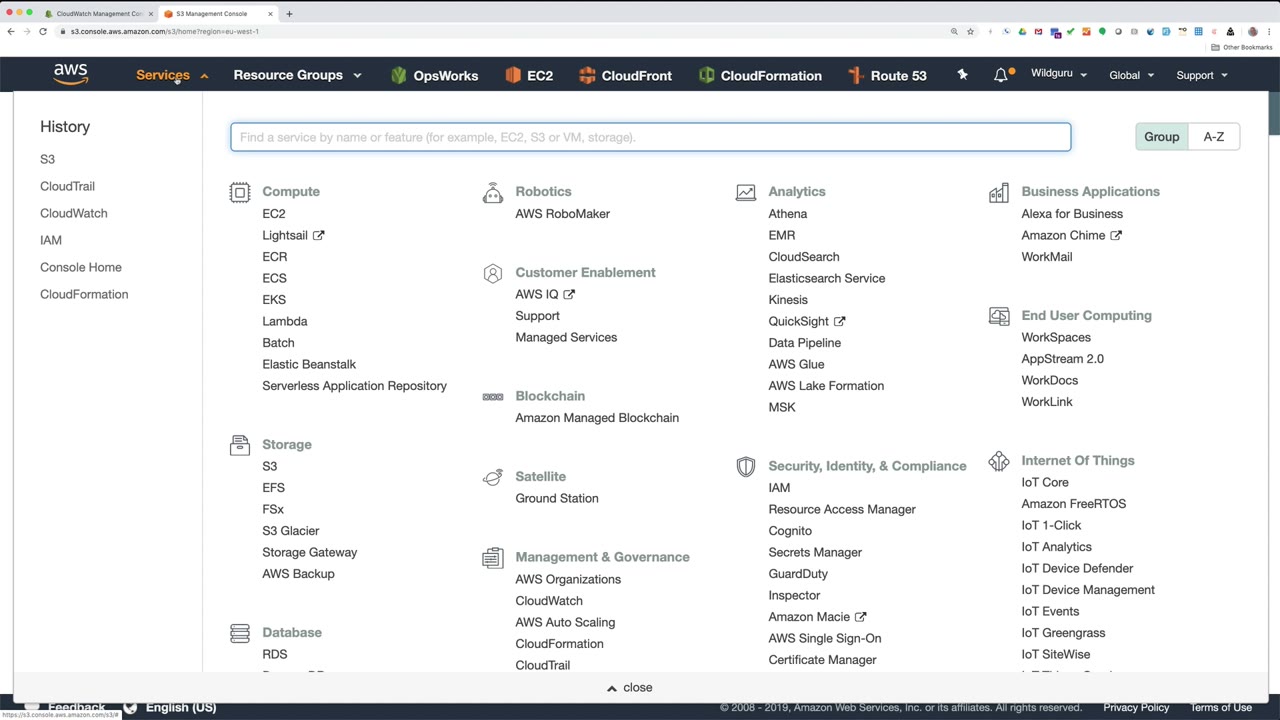 CloudWatch Management Con
S3 Management Console
s3.console.aws.amazon.com/s3/home?region=eu-west-1
Other Bookmarks
aws
Services
Resource Groups
OpsWorks
EC2
CloudFront
CloudFormation
Route 53
Wildguru
Global
Support
History
S3
CloudTrail
CloudWatch
IAM
Console Home
CloudFormation
Find a service by name or feature (for example, EC2, S3 or VM, storage).
Group
A-Z
Compute
EC2
Lightsail
ECR
ECS
EKS
Lambda
Batch
Elastic Beanstalk
Serverless Application Repository
Storage
S3
EFS
FSx
S3 Glacier
Storage Gateway
AWS Backup
Database
RDS
Robotics
AWS RoboMaker
Customer Enablement
AWS IQ
Support
Managed Services
Blockchain
Amazon Managed Blockchain
Satellite
Ground Station
Management & Governance
AWS Organizations
CloudWatch
AWS Auto Scaling
CloudFormation
CloudTrail
Analytics
Athena
EMR
CloudSearch
Elasticsearch Service
Kinesis
QuickSight
Data Pipeline
AWS Glue
AWS Lake Formation
MSK
Security, Identity, & Compliance
IAM
Resource Access Manager
Cognito
Secrets Manager
GuardDuty
Inspector
Amazon Macie
AWS Single Sign-On
Certificate Manager
Business Applications
Alexa for Business
Amazon Chime
WorkMail
End User Computing
WorkSpaces
AppStream 2.0
WorkDocs
WorkLink
Internet Of Things
IoT Core
Amazon FreeRTOS
IoT 1-Click
IoT Analytics
IoT Device Defender
IoT Device Management
IoT Events
IoT Greengrass
IoT SiteWise
close
Feedback
English (US)
© 2008 - 2019, Amazon Web Services, Inc. or its affiliates. All rights reserved.
Privacy Policy
Terms of Use
https://s3.console.aws.amazon.com/s3/#